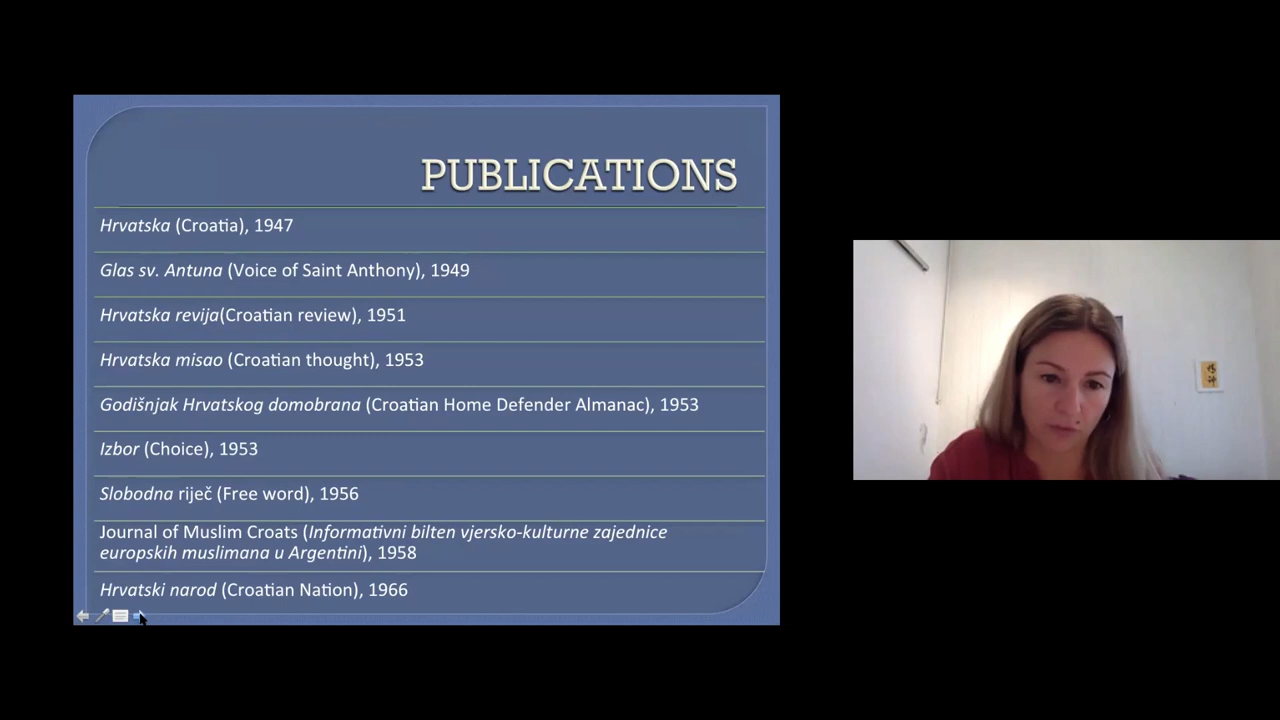 PUBLICATIONS
Hrvatska (Croatia), 1947
Glas sv. Antuna (Voice of Saint Anthony), 1949
Hrvatska revija(Croatian review), 1951
Hrvatska misao (Croatian thought), 1953
Godišnjak Hrvatskog domobrana (Croatian Home Defender Almanac), 1953
Izbor (Choice), 1953
Slobodna riječ (Free word), 1956
Journal of Muslim Croats (Informativni bilten vjersko-kulturne zajednice
europskih muslimana u Argentini), 1958
Hrvatski narod (Croatian Nation), 1966